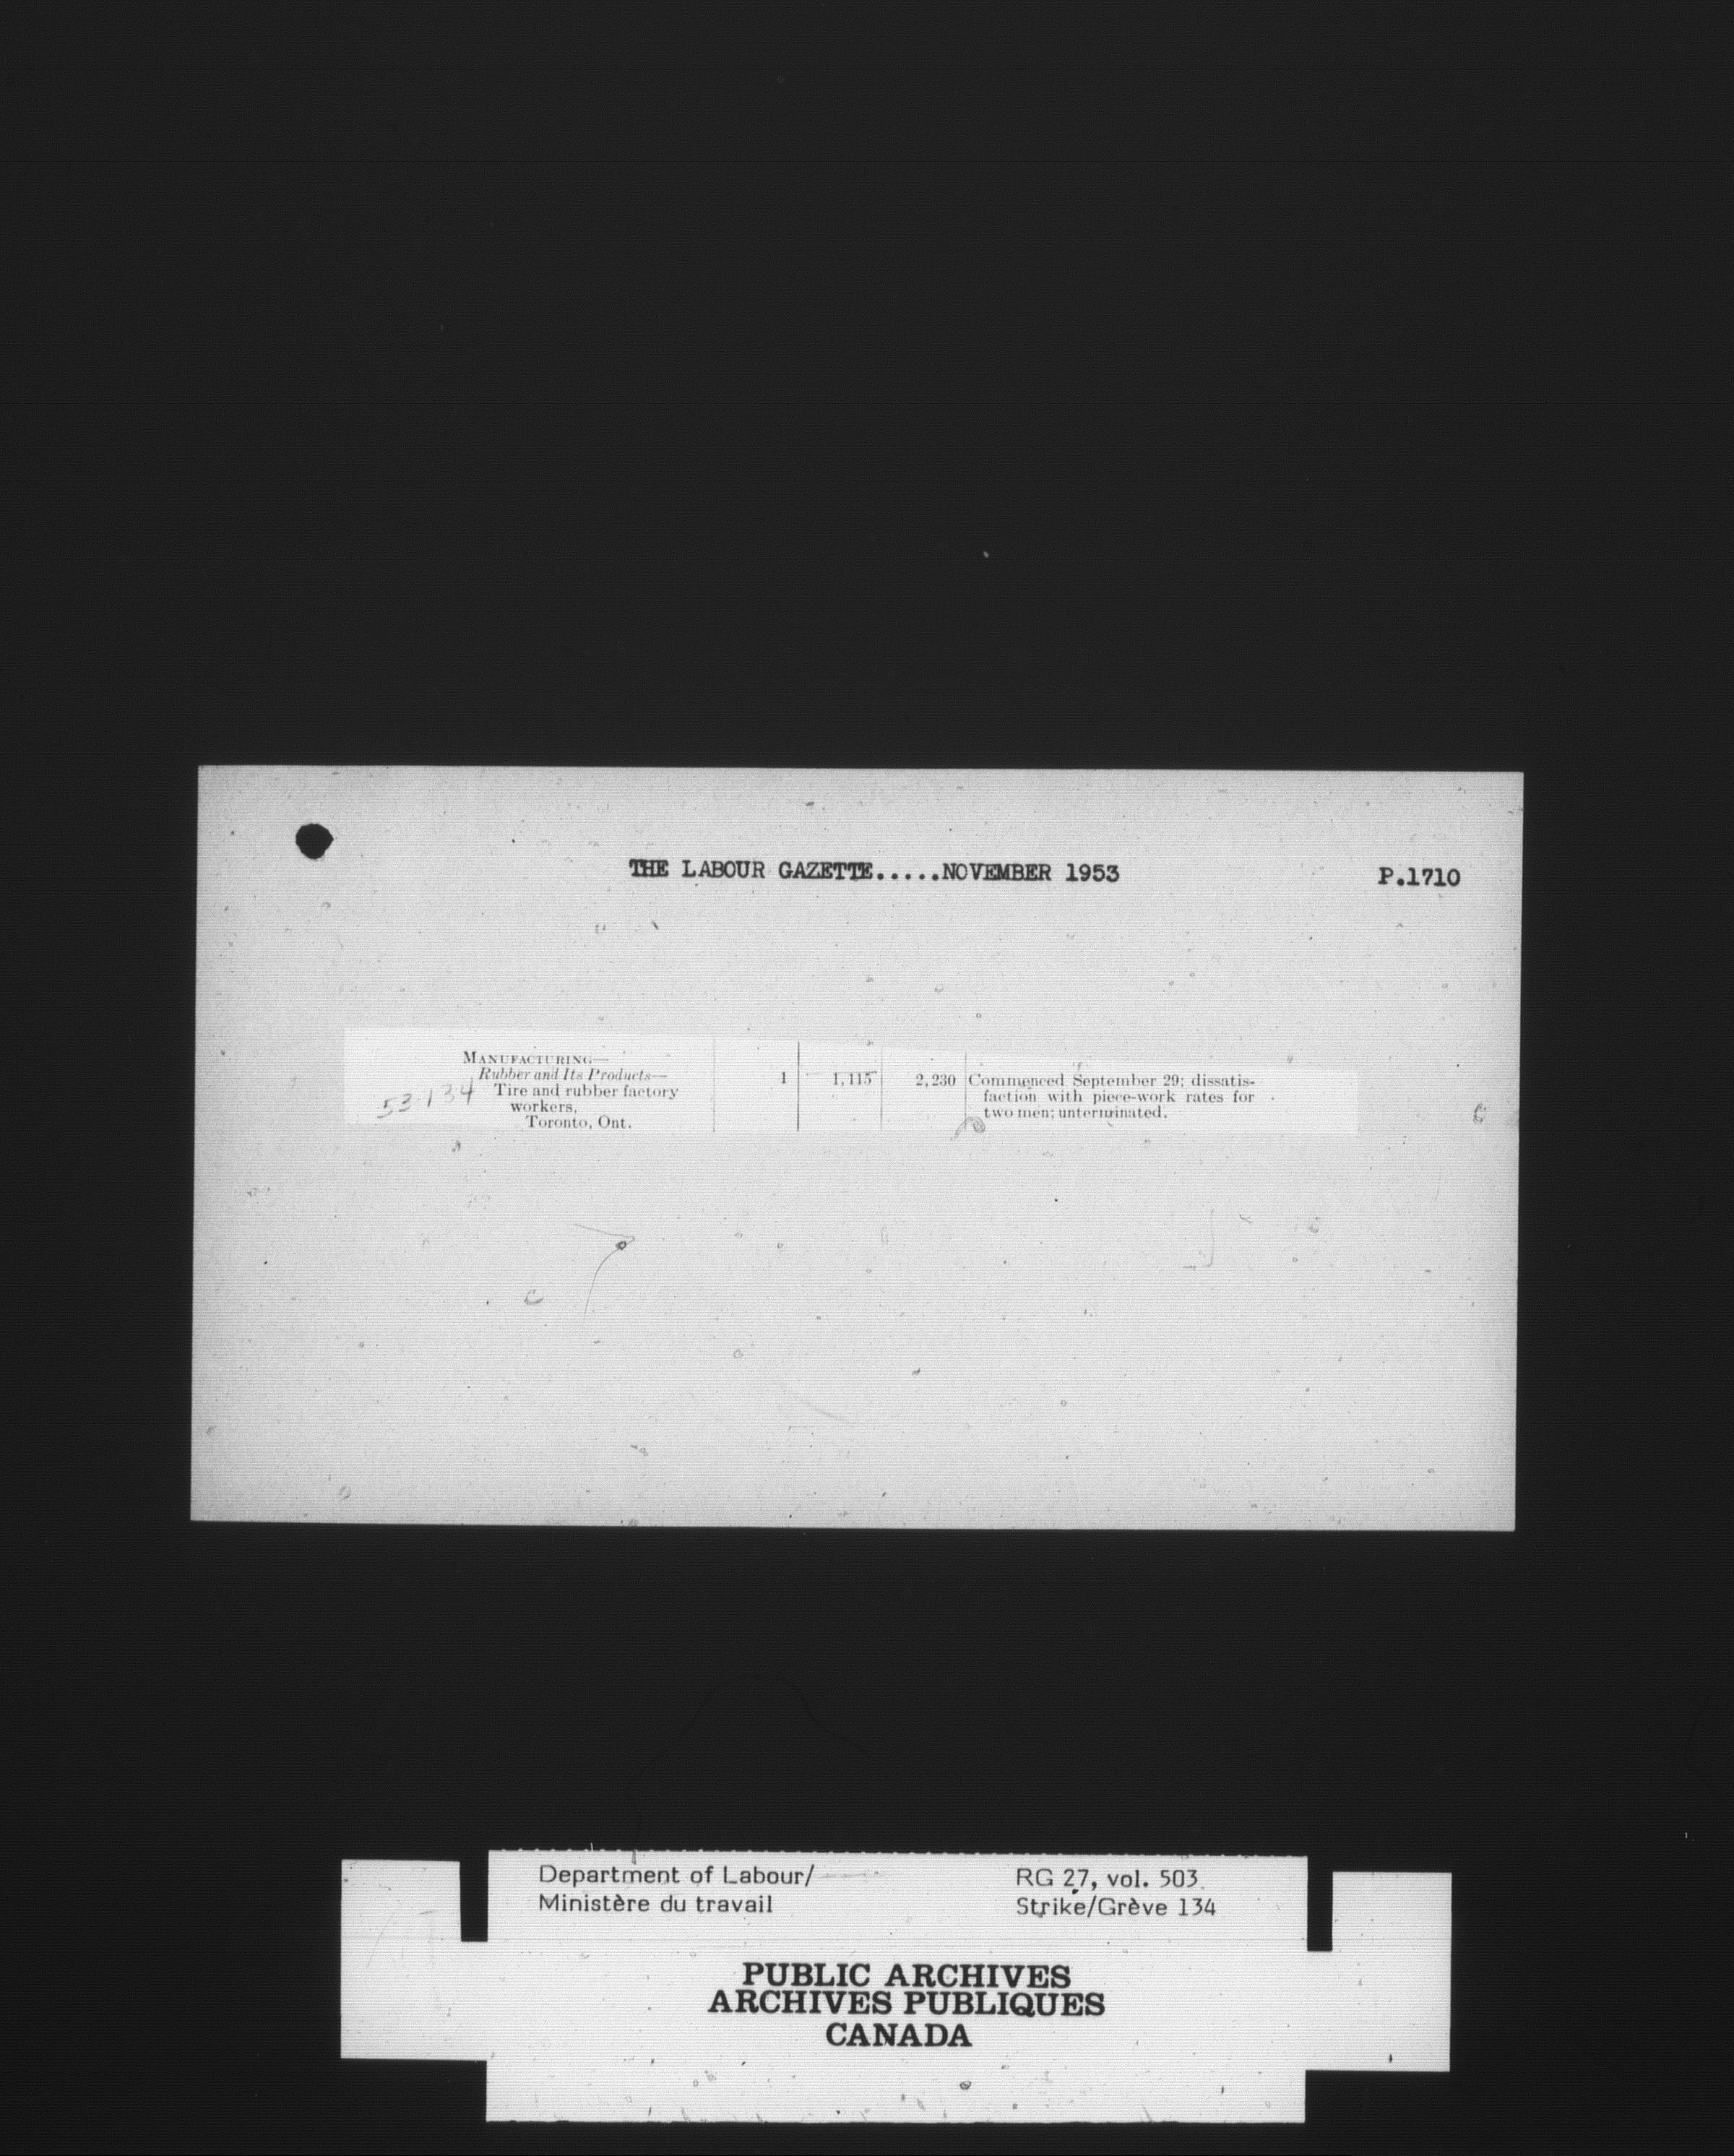 THE LABOUR GAZETTE.....NOVEMBER 1953 P.1710
MANUFACTURING—
Rubber and Its Products—
53-134 Tire and rubber factory
workers,
Toronto, Ont.
1 1,115 2,230 Commenced September 29; dissatis-
faction with piece-work rates for
two men; unterminated.
Department of Labour/ RG 27, vol. 503
Ministère du travail Strike/Grève 134
PUBLIC ARCHIVES
ARCHIVES PUBLIQUES
CANADA